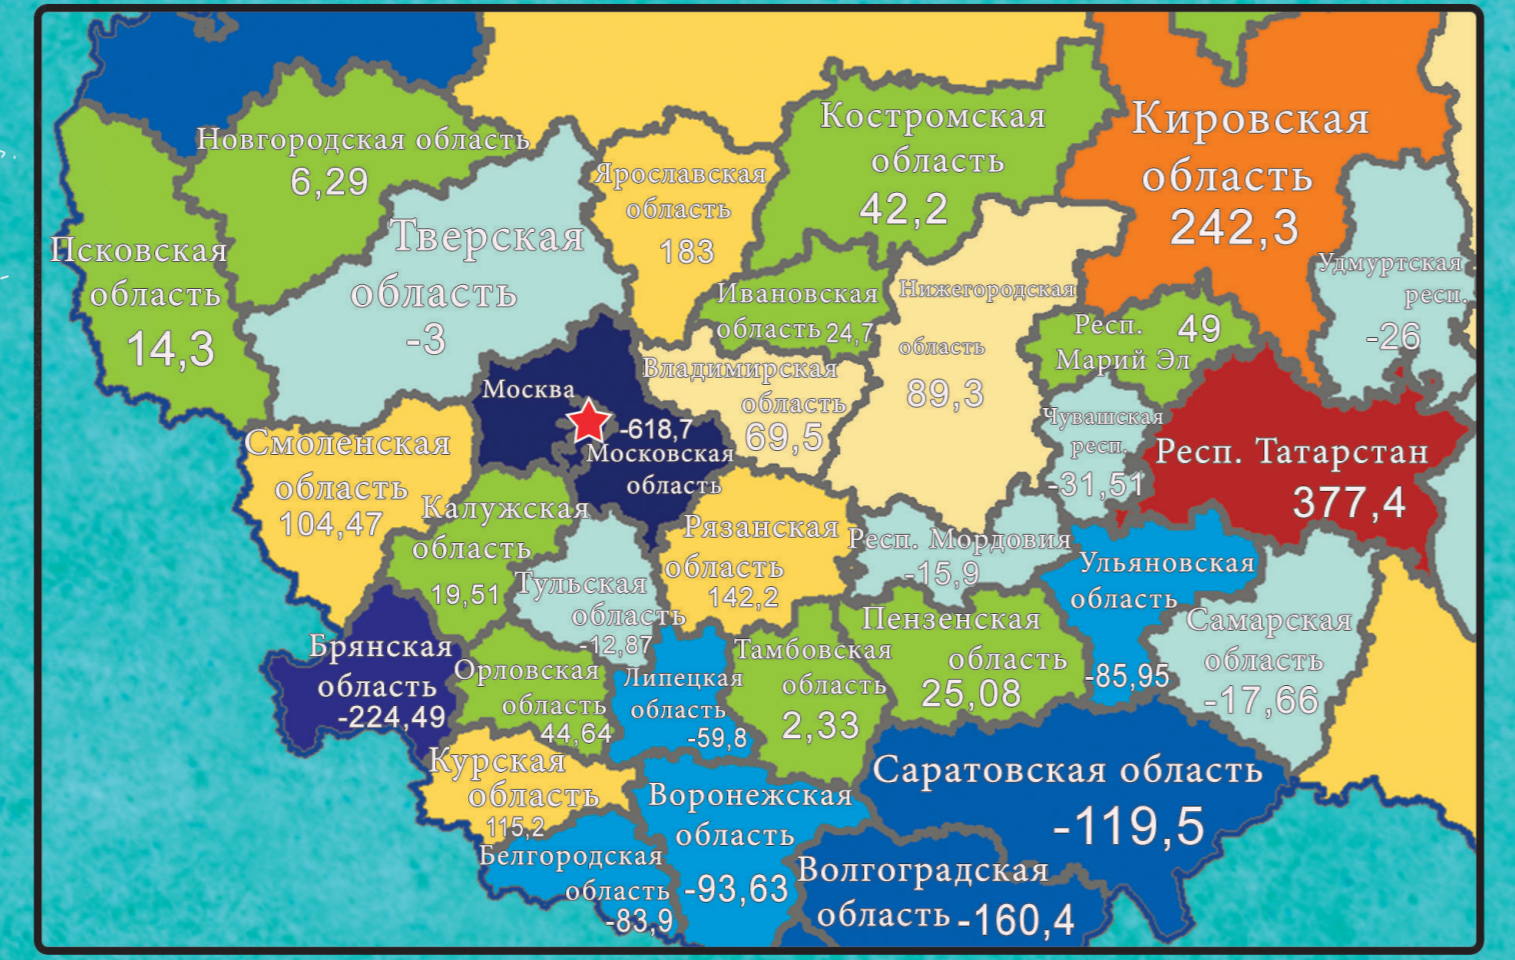 Новгородская область
6,29
Псковская
область
14,3
Тверская
область
-3
Ярославская
область
183
Костромская
область
42,2
Кировская
область
242,3
Удмуртская
респ.
-26
Ивановская
область 24,7
Нижегородская
область
89,3
Респ. 49
Марий Эл
Владимирская
область
69,5
Москва
-618,7
Московская
область
Чувашская
респ.
-31,51
Респ. Татарстан
377,4
Смоленская
область
104,47
Калужская
область
19,51
Тульская
область
-12,87
Рязанская
область
142,2
Респ. Мордовия
-15,9
Ульяновская
область
-85,95
Самарская
область
-17,66
Брянская
область
-224,49
Орловская
область
44,64
Липецкая
область
-59,8
Тамбовская
область
2,33
Пензенская
область
25,08
Курская
область
115,2
Белгородская
область
-83,9
Воронежская
область
-93,63
Саратовская область
-119,5
Волгоградская
область -160,4